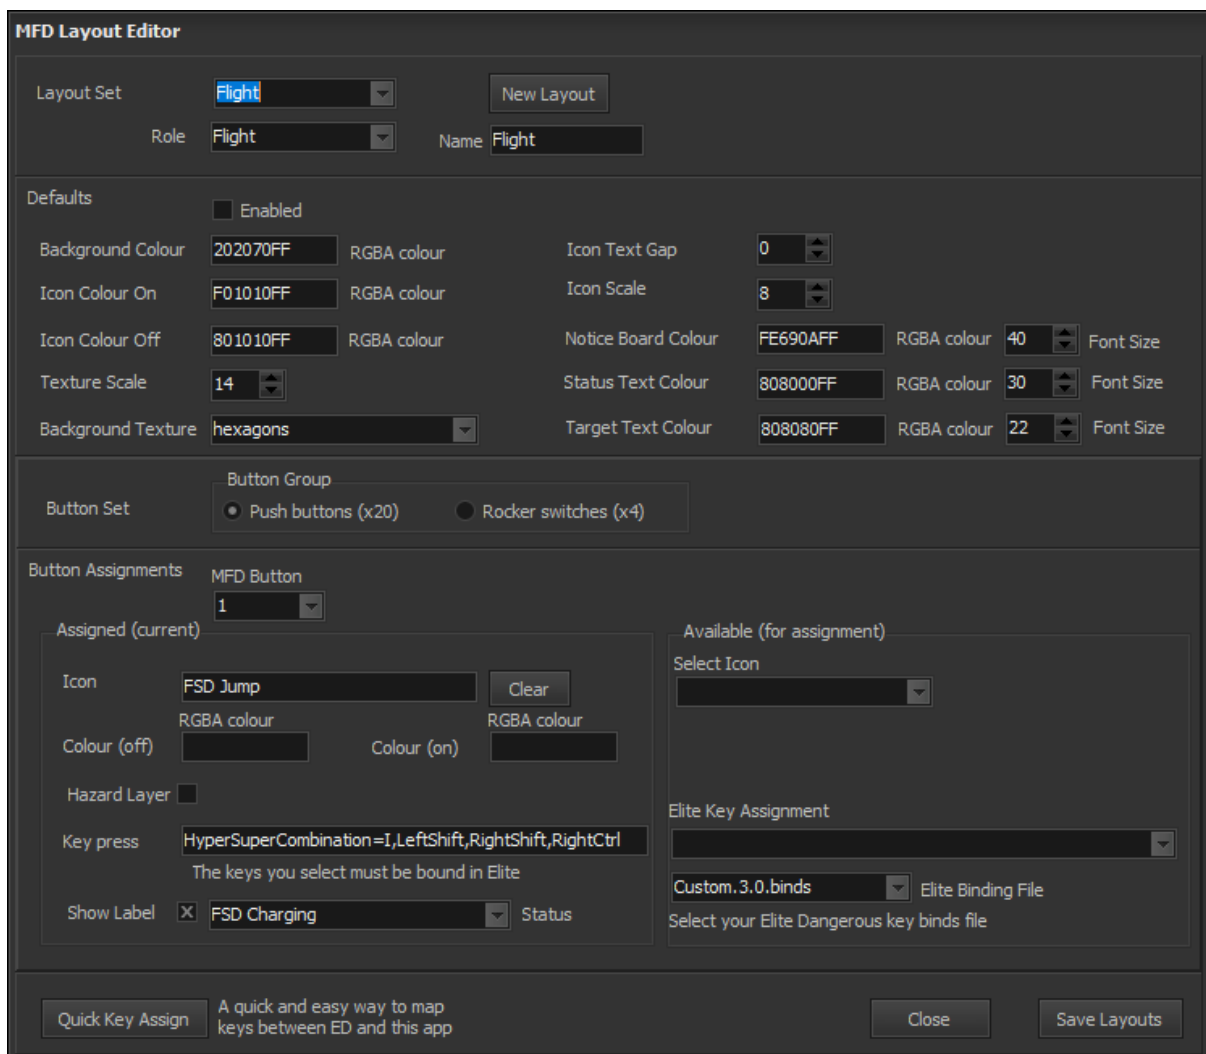 MFD Layout Editor
Layout Set Flight New Layout
Role Flight Name Flight
Defaults
Enabled
Background Colour 202070FF RGBA colour Icon Text Gap 0
Icon Colour On F01010FF RGBA colour Icon Scale 8
Icon Colour Off 801010FF RGBA colour Notice Board Colour FE690AFF RGBA colour 40 Font Size
Texture Scale 14 Status Text Colour 808000FF RGBA colour 30 Font Size
Background Texture hexagons Target Text Colour 808080FF RGBA colour 22 Font Size
Button Group
Button Set Push buttons (x20) Rocker switches (x4)
Button Assignments MFD Button
1
Assigned (current) Available (for assignment)
Select Icon
Icon FSD Jump Clear
RGBA colour RGBA colour
Colour (off) Colour (on)
Hazard Layer
Elite Key Assignment
Key press HyperSuperCombination=I,LeftShift,RightShift,RightCtrl
The keys you select must be bound in Elite
Custom.3.0.binds Elite Binding File
Show Label X FSD Charging Status
Select your Elite Dangerous key binds file
Quick Key Assign A quick and easy way to map
keys between ED and this app
Close Save Layouts